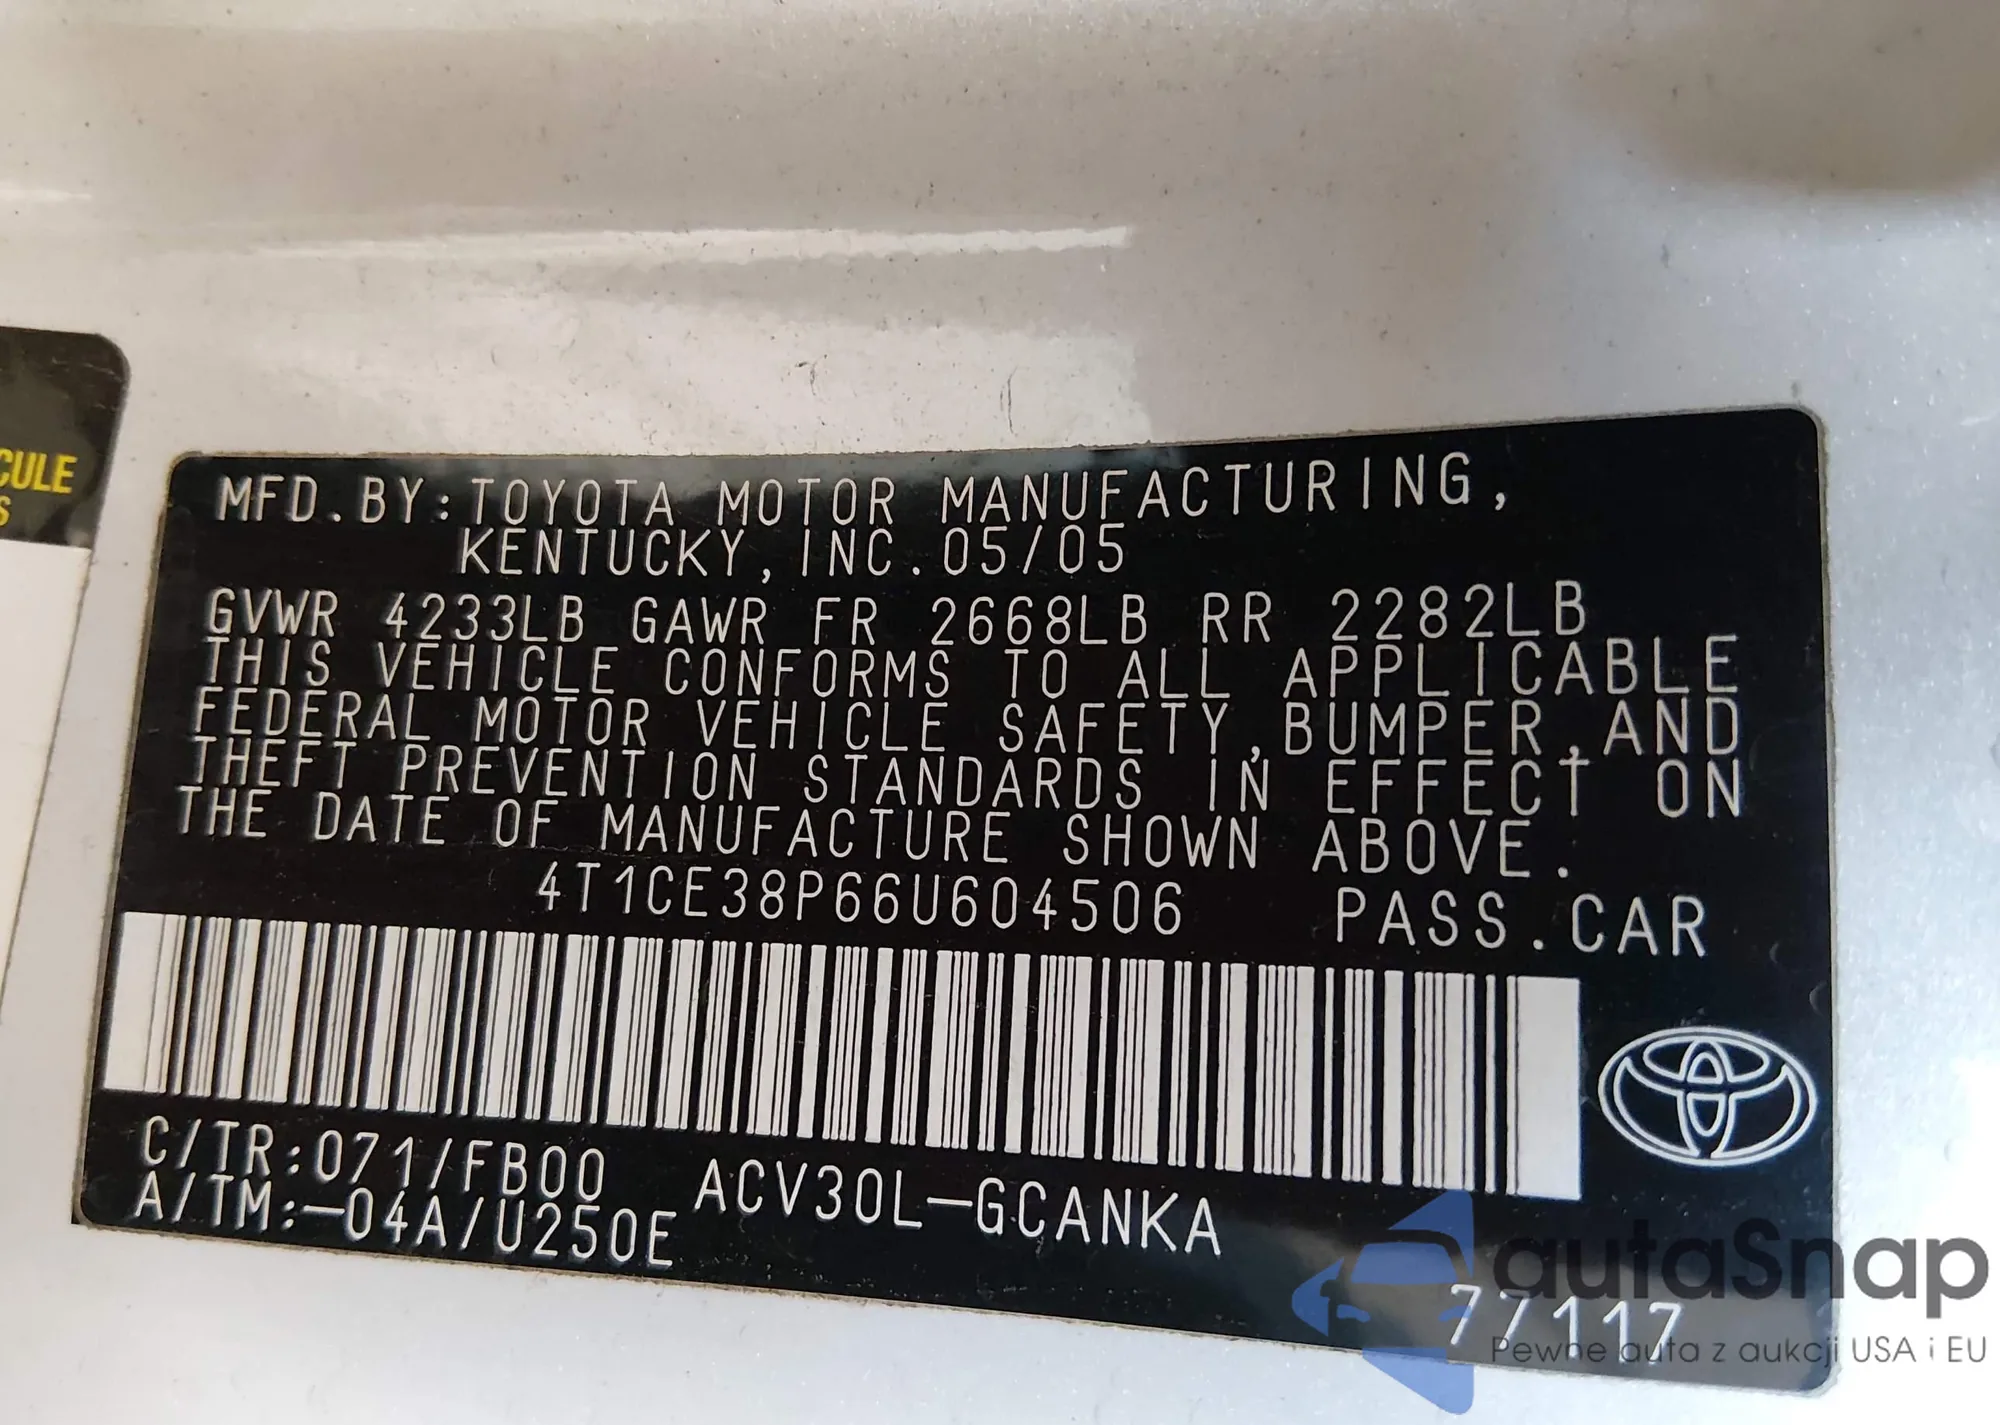 CULE
S
MFD.BY:TOYOTA MOTOR MANUFACTURING,
KENTUCKY,INC.05/05
GVWR 4233LB GAWR FR 2668LB RR 2282LB
THIS VEHICLE CONFORMS TO ALL APPLICABLE
FEDERAL MOTOR VEHICLE SAFETY,BUMPER,AND
THEFT PREVENTION STANDARDS IN EFFECT ON
THE DATE OF MANUFACTURE SHOWN ABOVE.
4T1CE38P66U604506 PASS.CAR
C/TR:071/FB00 ACV30L-GCANKA
A/TM:-04A/U250E
77117
autaSnap
Pewne auta z aukcji USA i EU